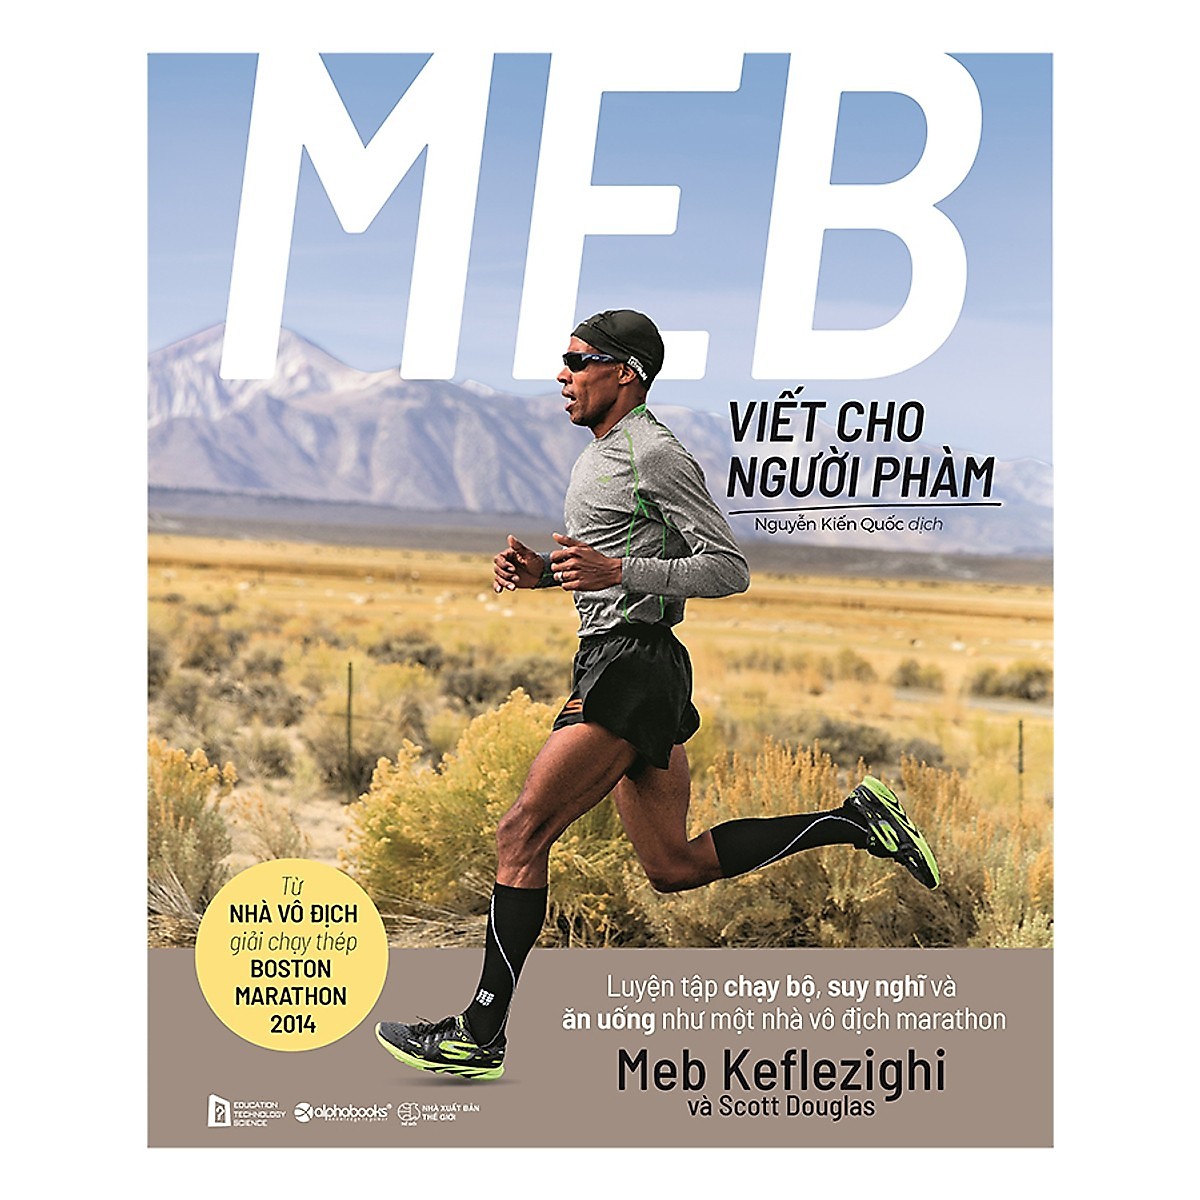 MEB
VIẾT CHO
NGƯỜI PHÀM
Nguyễn Kiến Quốc dịch
Từ
NHÀ VÔ ĐỊCH
giải chạy thép
BOSTON
MARATHON
2014
Luyện tập chạy bộ, suy nghĩ và
ăn uống như một nhà vô địch marathon
Meb Keflezighi
và Scott Douglas
EDUCATION
TECHNOLOGY
SCIENCE
alphabooks
NHÀ XUẤT BẢN
THẾ GIỚI